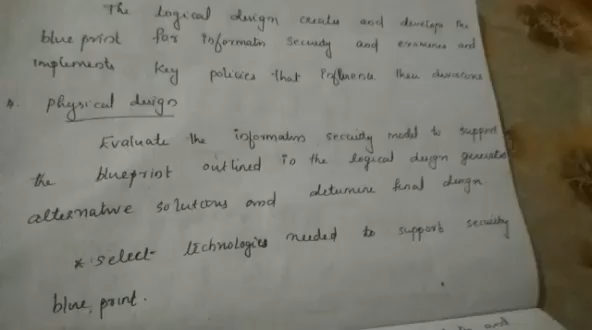 The logical design creates and develops the
blue print for Information security and examines and
implements key policies that influence their decisions
4. physical design
Evaluate the information security model to support
the blueprint outlined in the logical design generate
alternative solutions and determine final design
* select technologies needed to support security
blue, print.
and